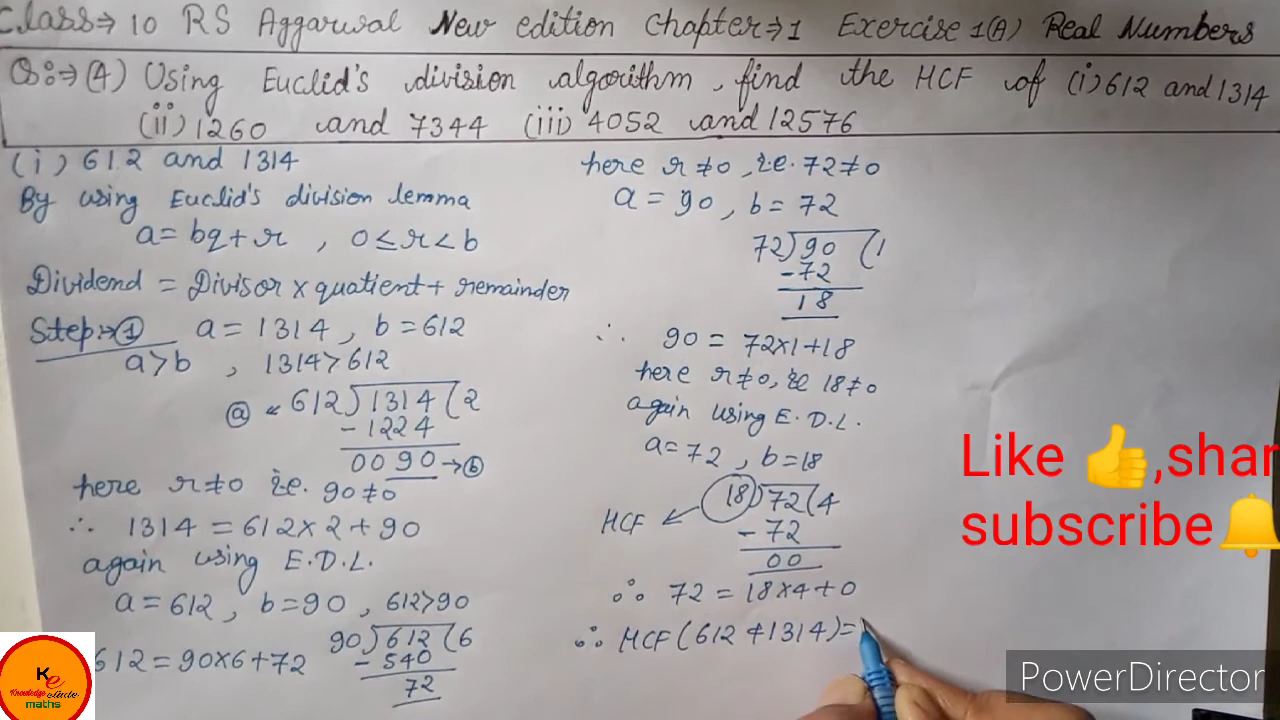 Class⇒ 10 RS Aggarwal New edition Chapter⇒1 Exercise 1(A) Real Numbers
Qs:⇒(4) Using Euclid's division algorithm, find the HCF of (i) 612 and 1314
(ii) 1260 and 7344 (iii) 4052 and 12576
(i) 612 and 1314
By using Euclid's division lemma
a = bq + r , 0 ≤ r < b
Dividend = Divisor × quatient + remainder
Step:→① a = 1314 , b = 612
a > b , 1314 > 612
ⓐ ← 612)1314(2
-1224
0090 → ⓑ
here r ≠ 0 i.e. 90 ≠ 0
∴ 1314 = 612 × 2 + 90
again using E.D.L.
a = 612 , b = 90 , 612 > 90
90)612(6
612 = 90×6+72
- 540
72
here r ≠ 0 , i.e. 72 ≠ 0
a = 90 , b = 72
72)90(1
-72
18
∴ 90 = 72×1+18
here r ≠ 0, i.e 18 ≠ 0
again using E.D.L.
a = 72 , b = 18
18)72(4
HCF ←
- 72
00
∴ 72 = 18×4+0
∴ HCF (612 & 1314) =
Like 👍,shar
subscribe🔔
Ke
Knowledge elude
maths
PowerDirector